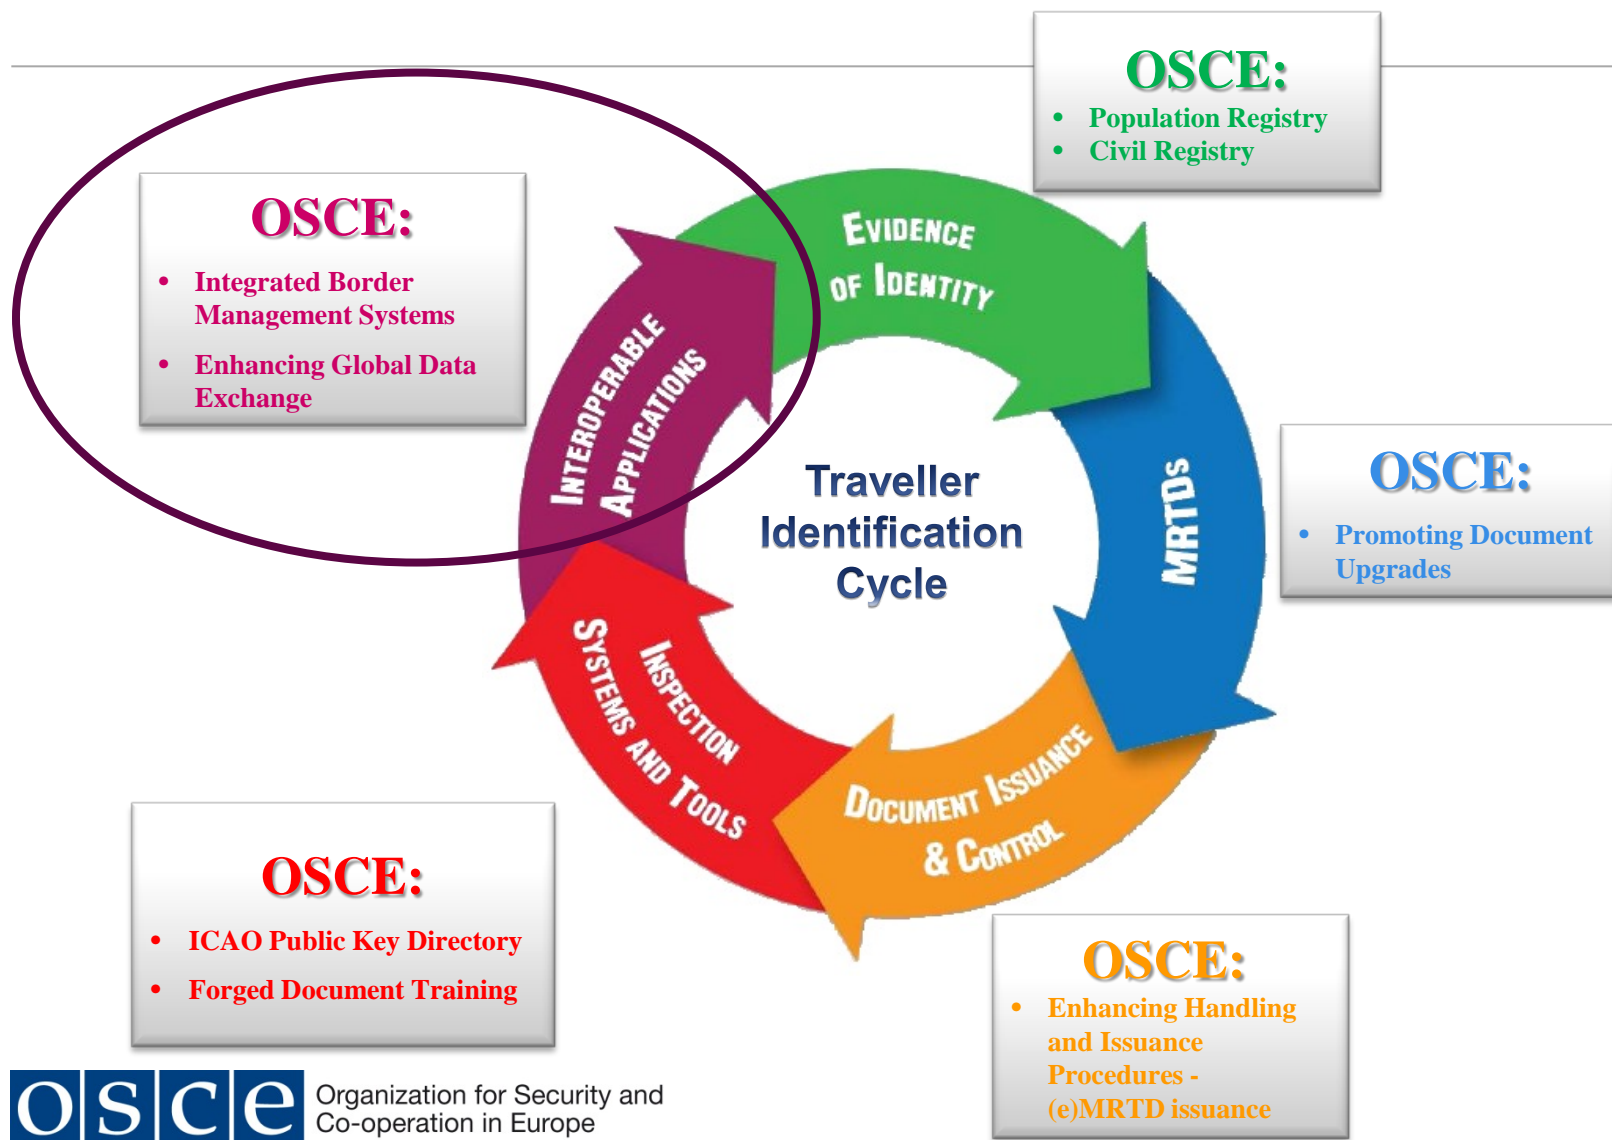 OSCE:
• Population Registry
• Civil Registry
OSCE:
• Integrated Border
Management Systems
• Enhancing Global Data
Exchange
EVIDENCE
OF IDENTITY
INTEROPERABLE
APPLICATIONS
MRTDs
Traveller
Identification
Cycle
OSCE:
• Promoting Document
Upgrades
INSPECTION
SYSTEMS AND TOOLS
DOCUMENT ISSUANCE
& CONTROL
OSCE:
• ICAO Public Key Directory
• Forged Document Training
OSCE:
• Enhancing Handling
and Issuance
Procedures -
(e)MRTD issuance
osce
Organization for Security and
Co-operation in Europe